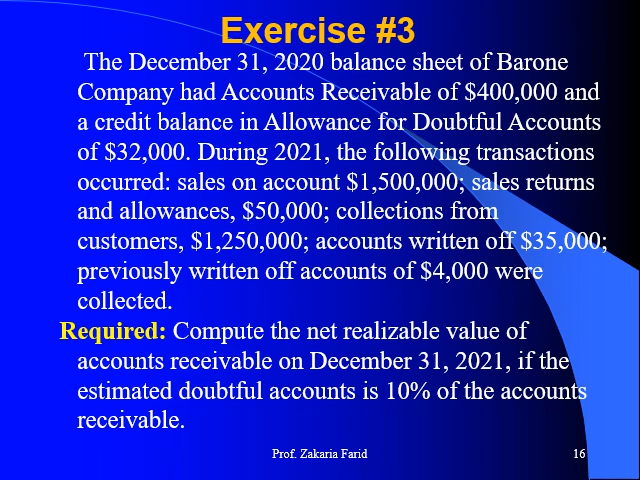 Exercise #3
The December 31, 2020 balance sheet of Barone
Company had Accounts Receivable of $400,000 and
a credit balance in Allowance for Doubtful Accounts
of $32,000. During 2021, the following transactions
occurred: sales on account $1,500,000; sales returns
and allowances, $50,000; collections from
customers, $1,250,000; accounts written off $35,000;
previously written off accounts of $4,000 were
collected.
Required: Compute the net realizable value of
accounts receivable on December 31, 2021, if the
estimated doubtful accounts is 10% of the accounts
receivable.
Prof. Zakaria Farid
16